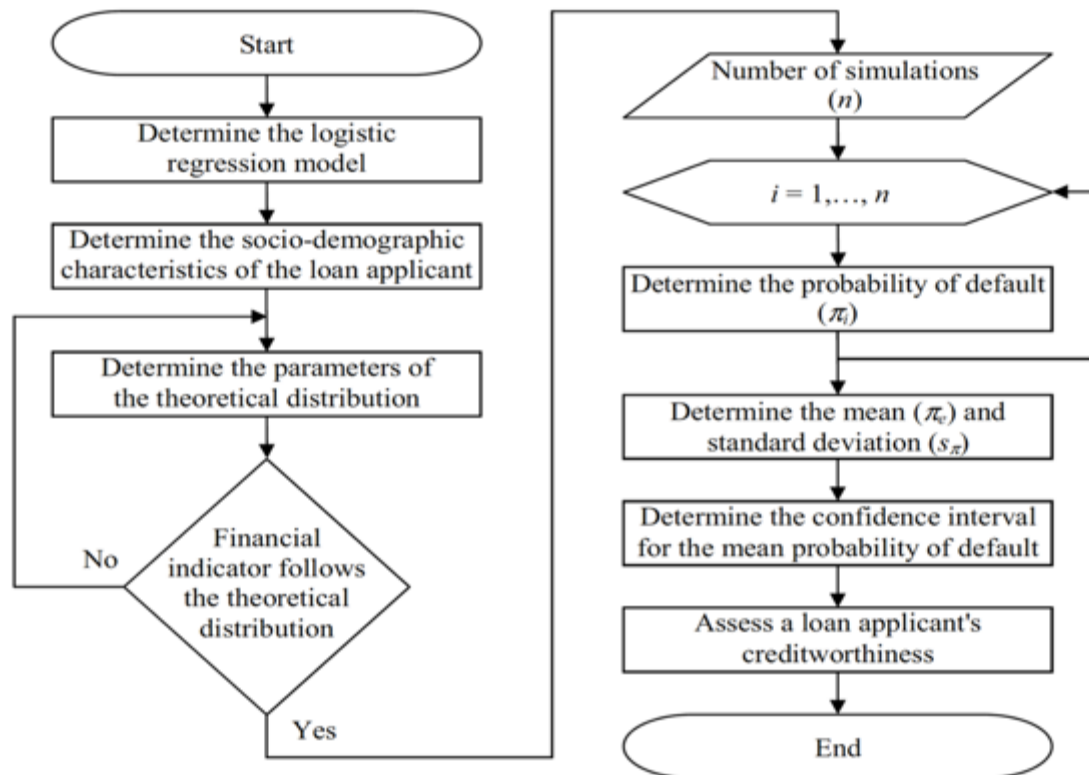 Start
Determine the logistic
regression model
Determine the socio-demographic
characteristics of the loan applicant
Determine the parameters of
the theoretical distribution
Financial
indicator follows
the theoretical
distribution
No
Yes
Number of simulations
(n)
i = 1,…, n
Determine the probability of default
(πᵢ)
Determine the mean (πₑ) and
standard deviation (sπ)
Determine the confidence interval
for the mean probability of default
Assess a loan applicant's
creditworthiness
End